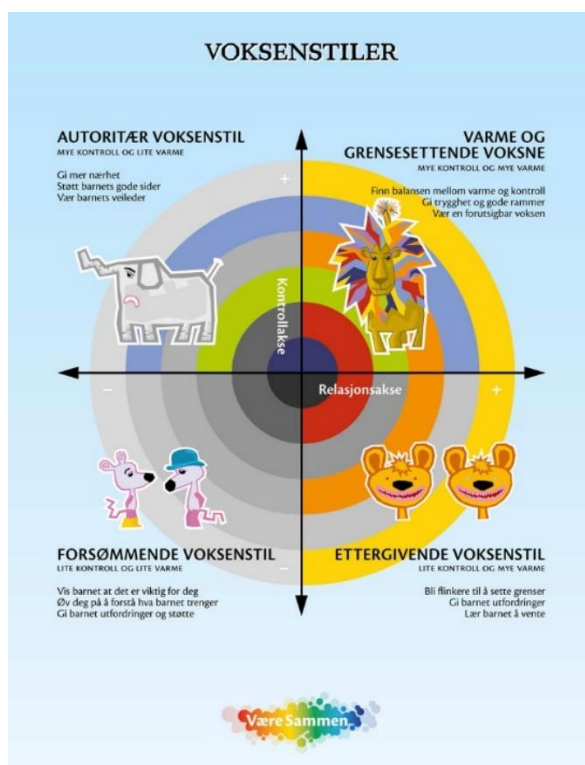 VOKSENSTILER
AUTORITÆR VOKSENSTIL
MYE KONTROLL OG LITE VARME
Gi mer nærhet
Støtt barnets gode sider
Vær barnets veileder
VARME OG
GRENSESETTENDE VOKSNE
MYE KONTROLL OG MYE VARME
Finn balansen mellom varme og kontroll
Gi trygghet og gode rammer
Vær en forutsigbar voksen
+
Kontrollakse
Relasjonsakse
–
+
–
FORSØMMENDE VOKSENSTIL
LITE KONTROLL OG LITE VARME
Vis barnet at det er viktig for deg
Øv deg på å forstå hva barnet trenger
Gi barnet utfordringer og støtte
ETTERGIVENDE VOKSENSTIL
LITE KONTROLL OG MYE VARME
Bli flinkere til å sette grenser
Gi barnet utfordringer
Lær barnet å vente
Være Sammen